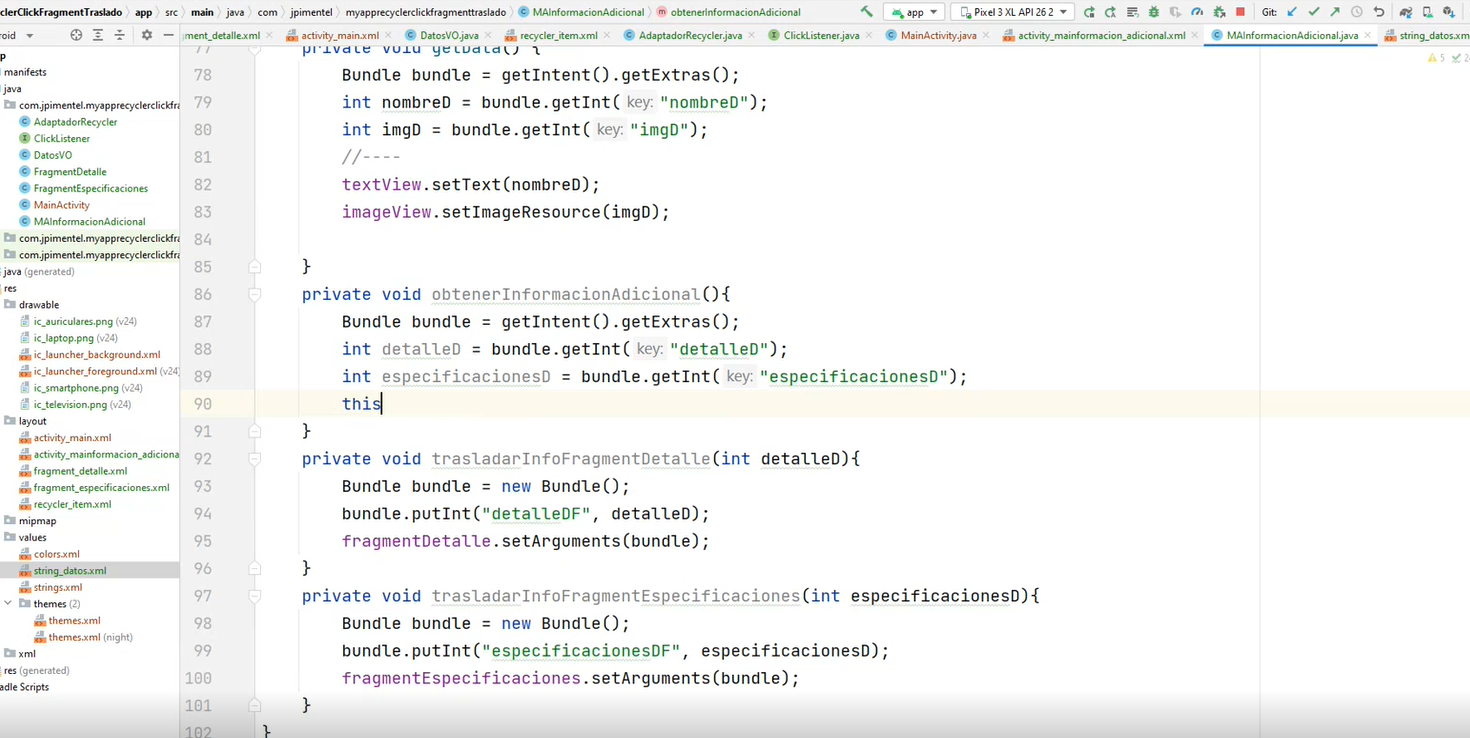 clerClickFragmentTraslado app src main java com jpimentel myapprecyclerclickfragmenttraslado MAInformacionAdicional obtenerInformacionAdicional app Pixel 3 XL API 26 2 Git:
roid gment_detalle.xml activity_main.xml DatosVO.java recycler_item.xml AdaptadorRecycler.java ClickListener.java MainActivity.java activity_mainformacion_adicional.xml MAInformacionAdicional.java string_datos.xm
5 2
p
manifests
java
com.jpimentel.myapprecyclerclickfra
AdaptadorRecycler
ClickListener
DatosVO
FragmentDetalle
FragmentEspecificaciones
MainActivity
MAInformacionAdicional
com.jpimentel.myapprecyclerclickfra
com.jpimentel.myapprecyclerclickfra
java (generated)
res
drawable
ic_auriculares.png (v24)
ic_laptop.png (v24)
ic_launcher_background.xml
ic_launcher_foreground.xml (v24)
ic_smartphone.png (v24)
ic_television.png (v24)
layout
activity_main.xml
activity_mainformacion_adiciona
fragment_detalle.xml
fragment_especificaciones.xml
recycler_item.xml
mipmap
values
colors.xml
string_datos.xml
strings.xml
themes (2)
themes.xml
themes.xml (night)
xml
res (generated)
adle Scripts
77 private void getData() {
78 Bundle bundle = getIntent().getExtras();
79 int nombreD = bundle.getInt( key: "nombreD");
80 int imgD = bundle.getInt( key: "imgD");
81 //----
82 textView.setText(nombreD);
83 imageView.setImageResource(imgD);
84
85 }
86 private void obtenerInformacionAdicional(){
87 Bundle bundle = getIntent().getExtras();
88 int detalleD = bundle.getInt( key: "detalleD");
89 int especificacionesD = bundle.getInt( key: "especificacionesD");
90 this
91 }
92 private void trasladarInfoFragmentDetalle(int detalleD){
93 Bundle bundle = new Bundle();
94 bundle.putInt("detalleDF", detalleD);
95 fragmentDetalle.setArguments(bundle);
96 }
97 private void trasladarInfoFragmentEspecificaciones(int especificacionesD){
98 Bundle bundle = new Bundle();
99 bundle.putInt("especificacionesDF", especificacionesD);
100 fragmentEspecificaciones.setArguments(bundle);
101 }
102 }